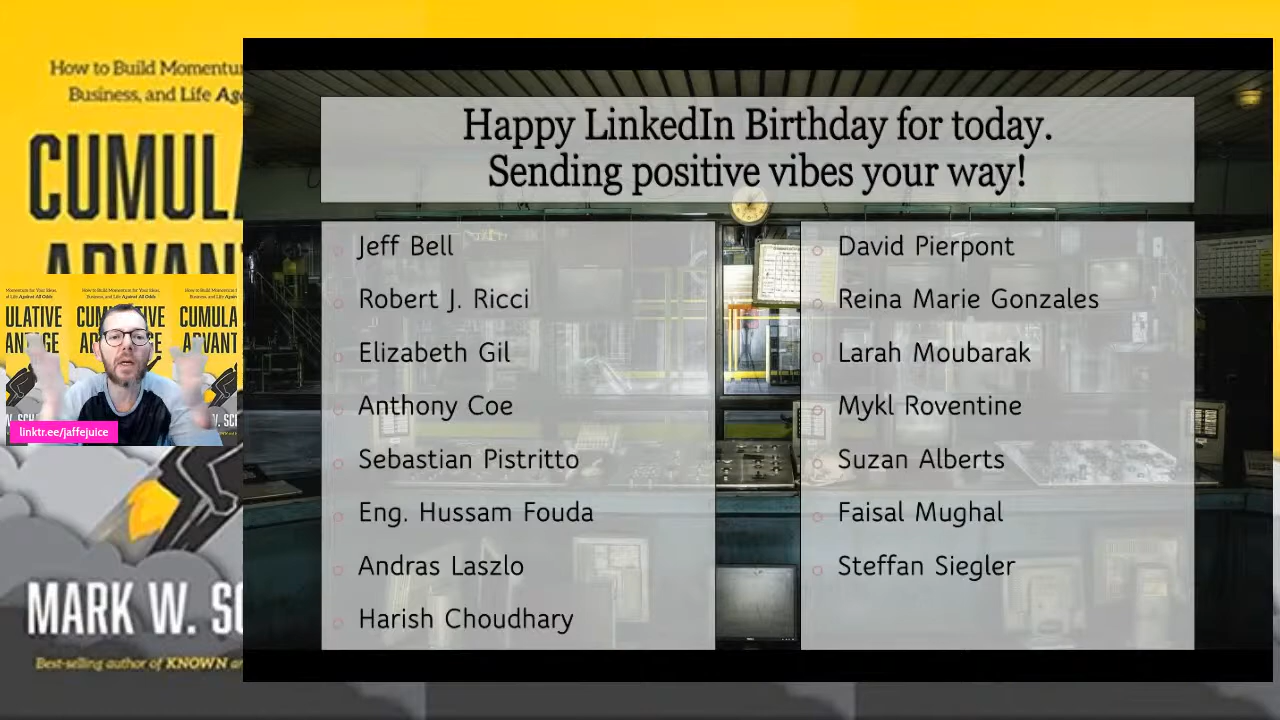 How to Build Momentum
Business, and Life
CUMUL
ADVAN
Happy LinkedIn Birthday for today.
Sending positive vibes your way!
Jeff Bell
Robert J. Ricci
Elizabeth Gil
Anthony Coe
Sebastian Pistritto
Eng. Hussam Fouda
Andras Laszlo
Harish Choudhary
David Pierpont
Reina Marie Gonzales
Larah Moubarak
Mykl Roventine
Suzan Alberts
Faisal Mughal
Steffan Siegler
ULATIVE
CUMULA
linktr.ee/jaffejuice
MARK W. SC
Best-selling author of KNOWN